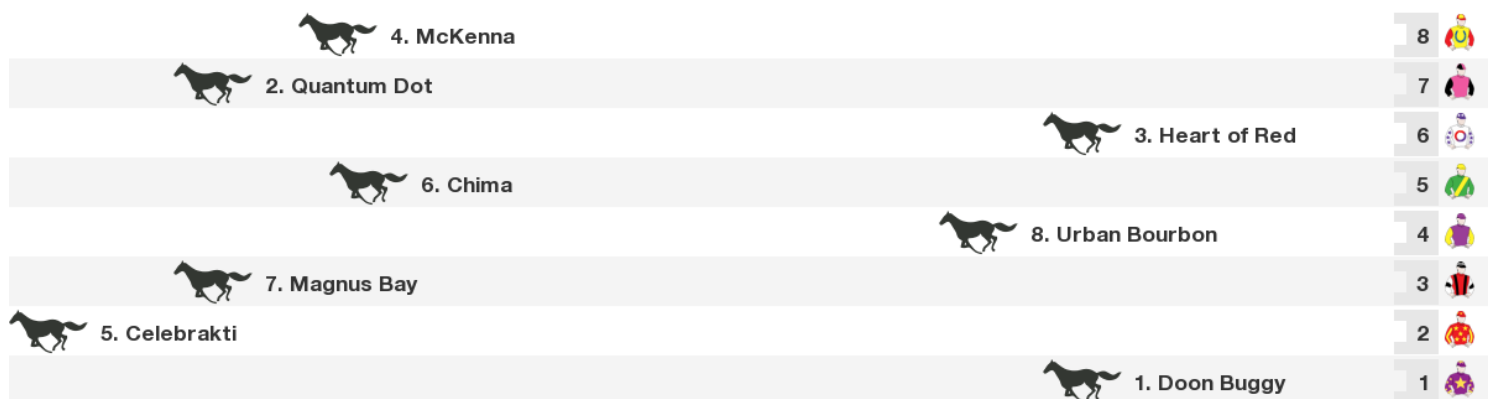 4. McKenna 8
2. Quantum Dot 7
3. Heart of Red 6
6. Chima 5
8. Urban Bourbon 4
7. Magnus Bay 3
5. Celebrakti 2
1. Doon Buggy 1